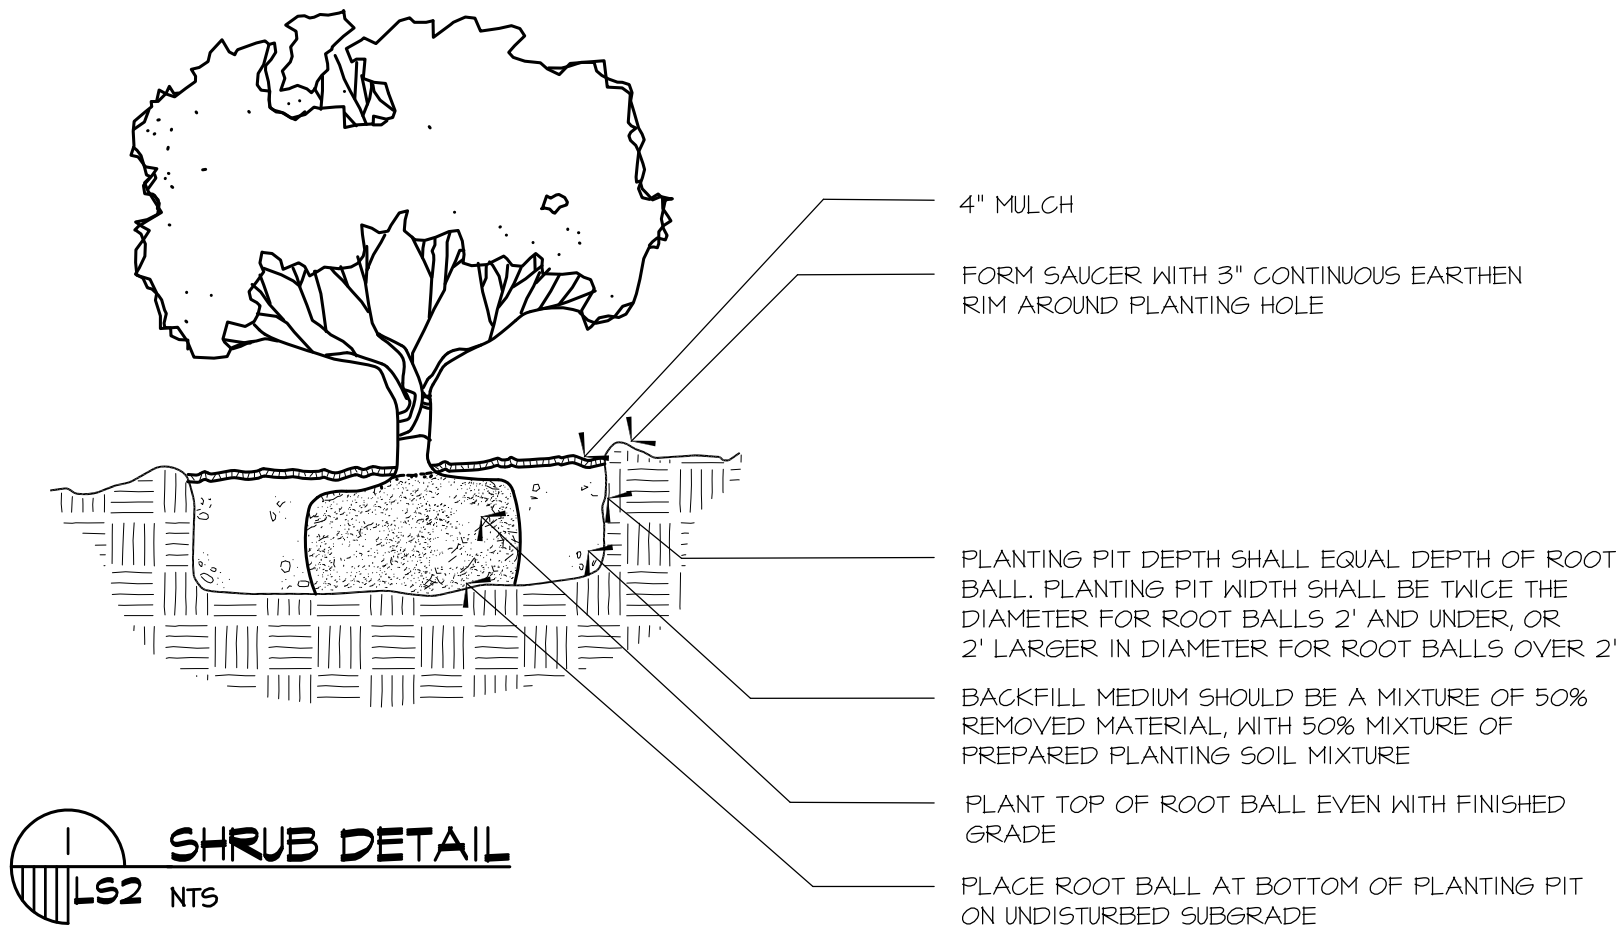 4" MULCH
FORM SAUCER WITH 3" CONTINUOUS EARTHEN
RIM AROUND PLANTING HOLE
PLANTING PIT DEPTH SHALL EQUAL DEPTH OF ROOT
BALL. PLANTING PIT WIDTH SHALL BE TWICE THE
DIAMETER FOR ROOT BALLS 2' AND UNDER, OR
2' LARGER IN DIAMETER FOR ROOT BALLS OVER 2'
BACKFILL MEDIUM SHOULD BE A MIXTURE OF 50%
REMOVED MATERIAL, WITH 50% MIXTURE OF
PREPARED PLANTING SOIL MIXTURE
PLANT TOP OF ROOT BALL EVEN WITH FINISHED
GRADE
PLACE ROOT BALL AT BOTTOM OF PLANTING PIT
ON UNDISTURBED SUBGRADE
I
SHRUB DETAIL
LS2
NTS